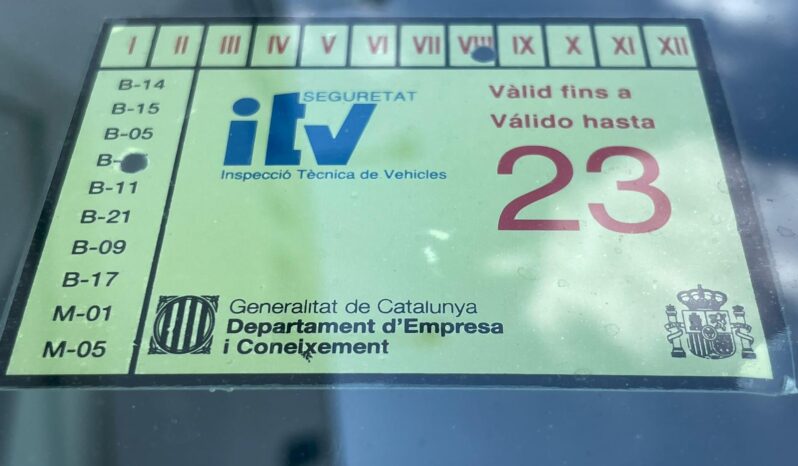 I II III IV V VI VII VIII IX X XI XII
B-14
B-15
B-05
B-
B-11
B-21
B-09
B-17
M-01
M-05
SEGURETAT
itv
Inspecció Tècnica de Vehicles
Vàlid fins a
Válido hasta
23
Generalitat de Catalunya
Departament d'Empresa
i Coneixement